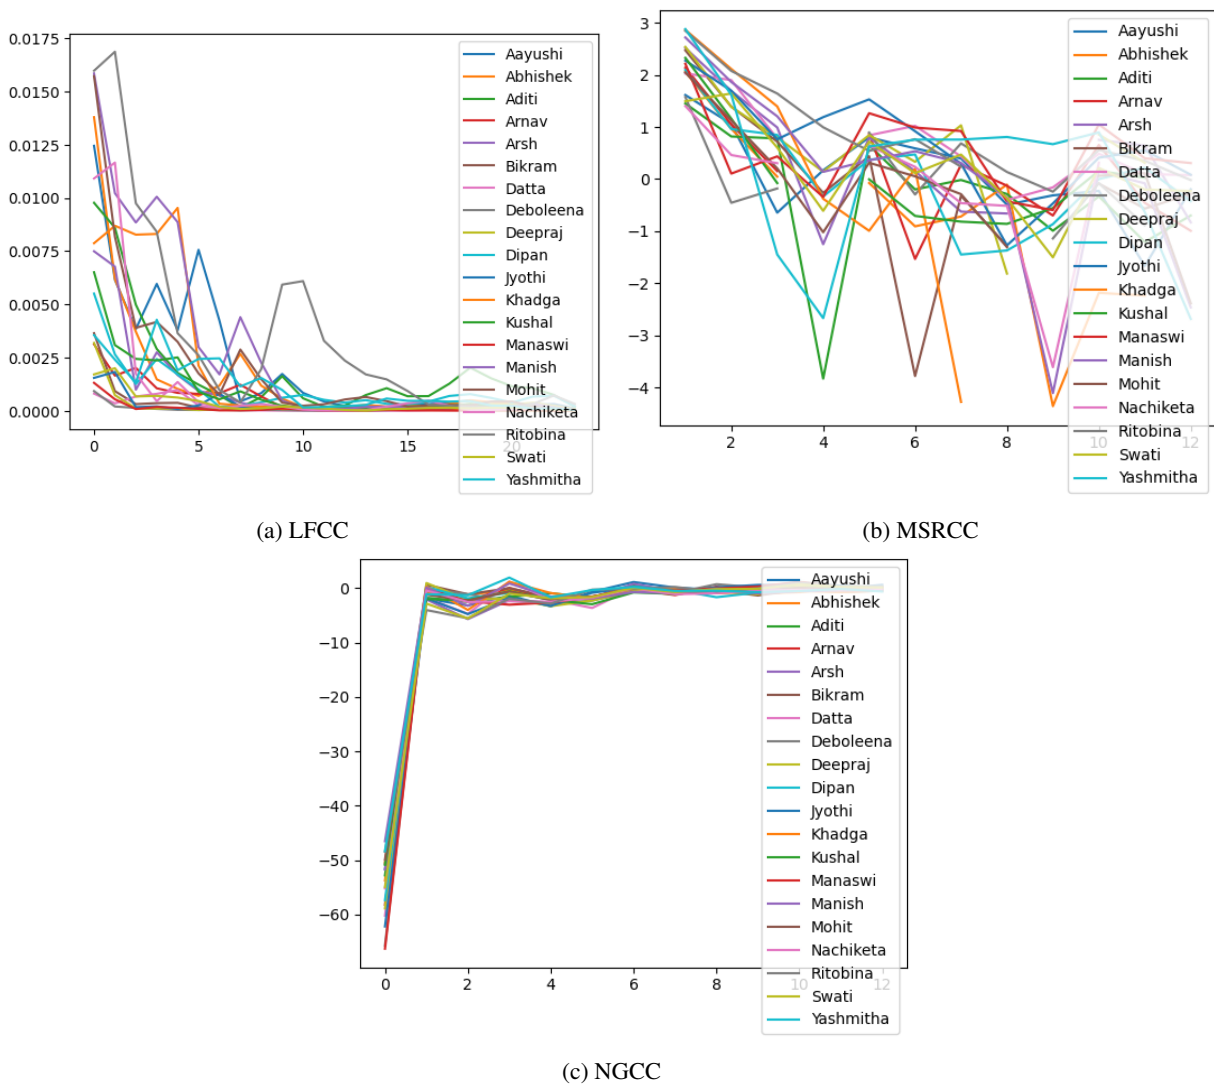 0.0175
0.0150
0.0125
0.0100
0.0075
0.0050
0.0025
0.0000
0
5
10
15
20
Aayushi
Abhishek
Aditi
Arnav
Arsh
Bikram
Datta
Deboleena
Deepraj
Dipan
Jyothi
Khadga
Kushal
Manaswi
Manish
Mohit
Nachiketa
Ritobina
Swati
Yashmitha
(a) LFCC
3
2
1
0
−1
−2
−3
−4
2
4
6
8
10
12
Aayushi
Abhishek
Aditi
Arnav
Arsh
Bikram
Datta
Deboleena
Deepraj
Dipan
Jyothi
Khadga
Kushal
Manaswi
Manish
Mohit
Nachiketa
Ritobina
Swati
Yashmitha
(b) MSRCC
0
−10
−20
−30
−40
−50
−60
0
2
4
6
8
10
12
Aayushi
Abhishek
Aditi
Arnav
Arsh
Bikram
Datta
Deboleena
Deepraj
Dipan
Jyothi
Khadga
Kushal
Manaswi
Manish
Mohit
Nachiketa
Ritobina
Swati
Yashmitha
(c) NGCC